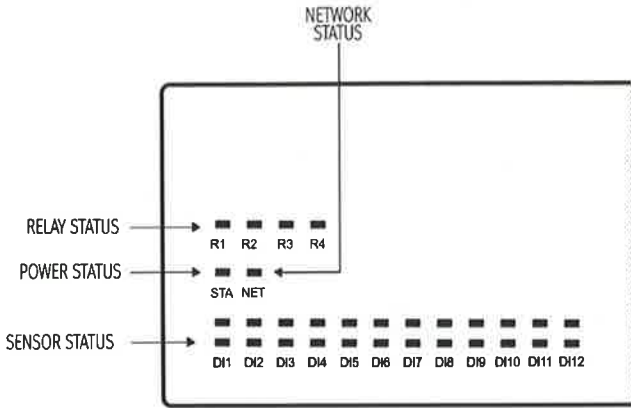 NETWORK
STATUS
RELAY STATUS
R1 R2 R3 R4
POWER STATUS
STA NET
SENSOR STATUS
DI1 DI2 DI3 DI4 DI5 DI6 DI7 DI8 DI9 DI10 DI11 DI12